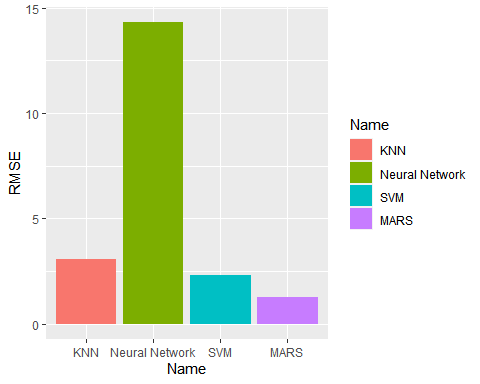 15
10
5
0
RMSE
KNN
Neural Network
SVM
MARS
Name
Name
KNN
Neural Network
SVM
MARS